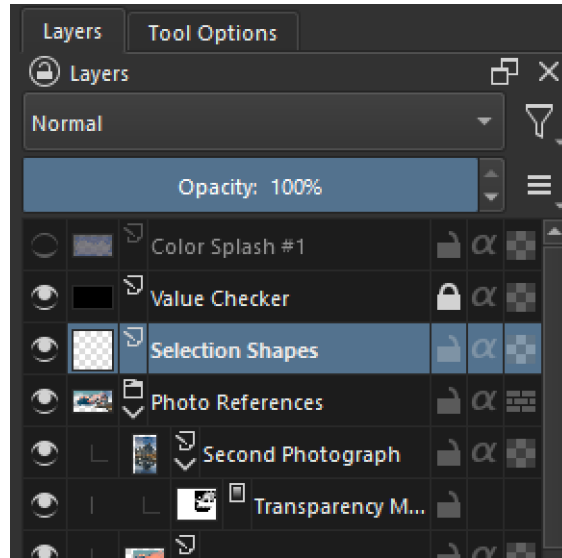 Layers Tool Options
Layers
Normal
Opacity: 100%
Color Splash #1
α
Value Checker
α
Selection Shapes
α
Photo References
α
Second Photograph
α
Transparency M...
α